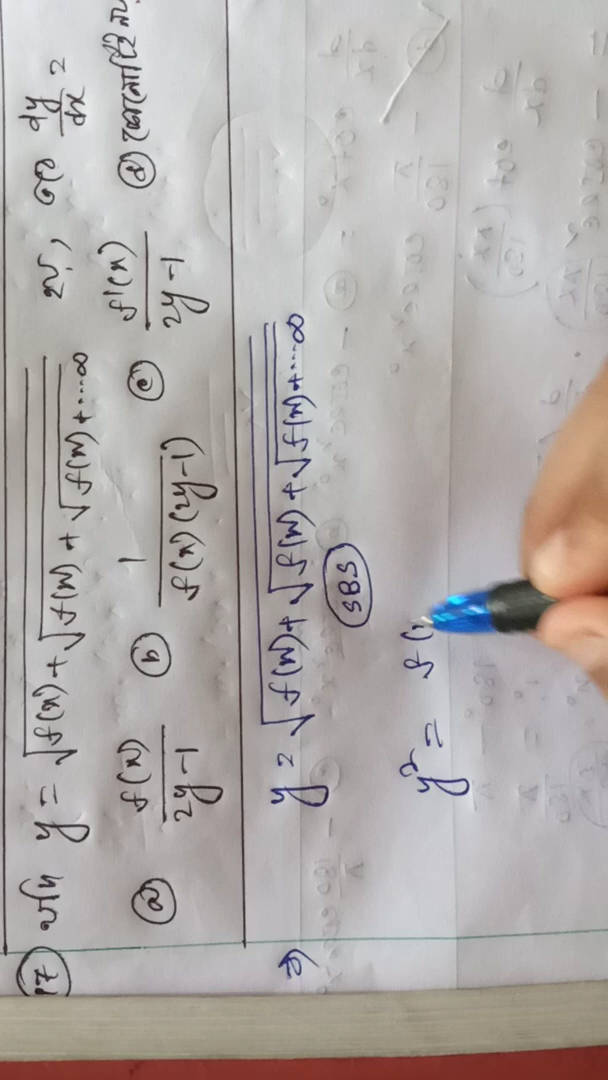 17 যদি y = √f(x) + √f(x) + √f(x) + ...∞ হয়, তবে dy/dx =
a f(x)/2y-1 b 1/f(x)(2y-1) c f'(x)/2y-1 d
⇒) y = √f(x) + √f(x) + √f(x) + ...∞
SBS
y² = f(